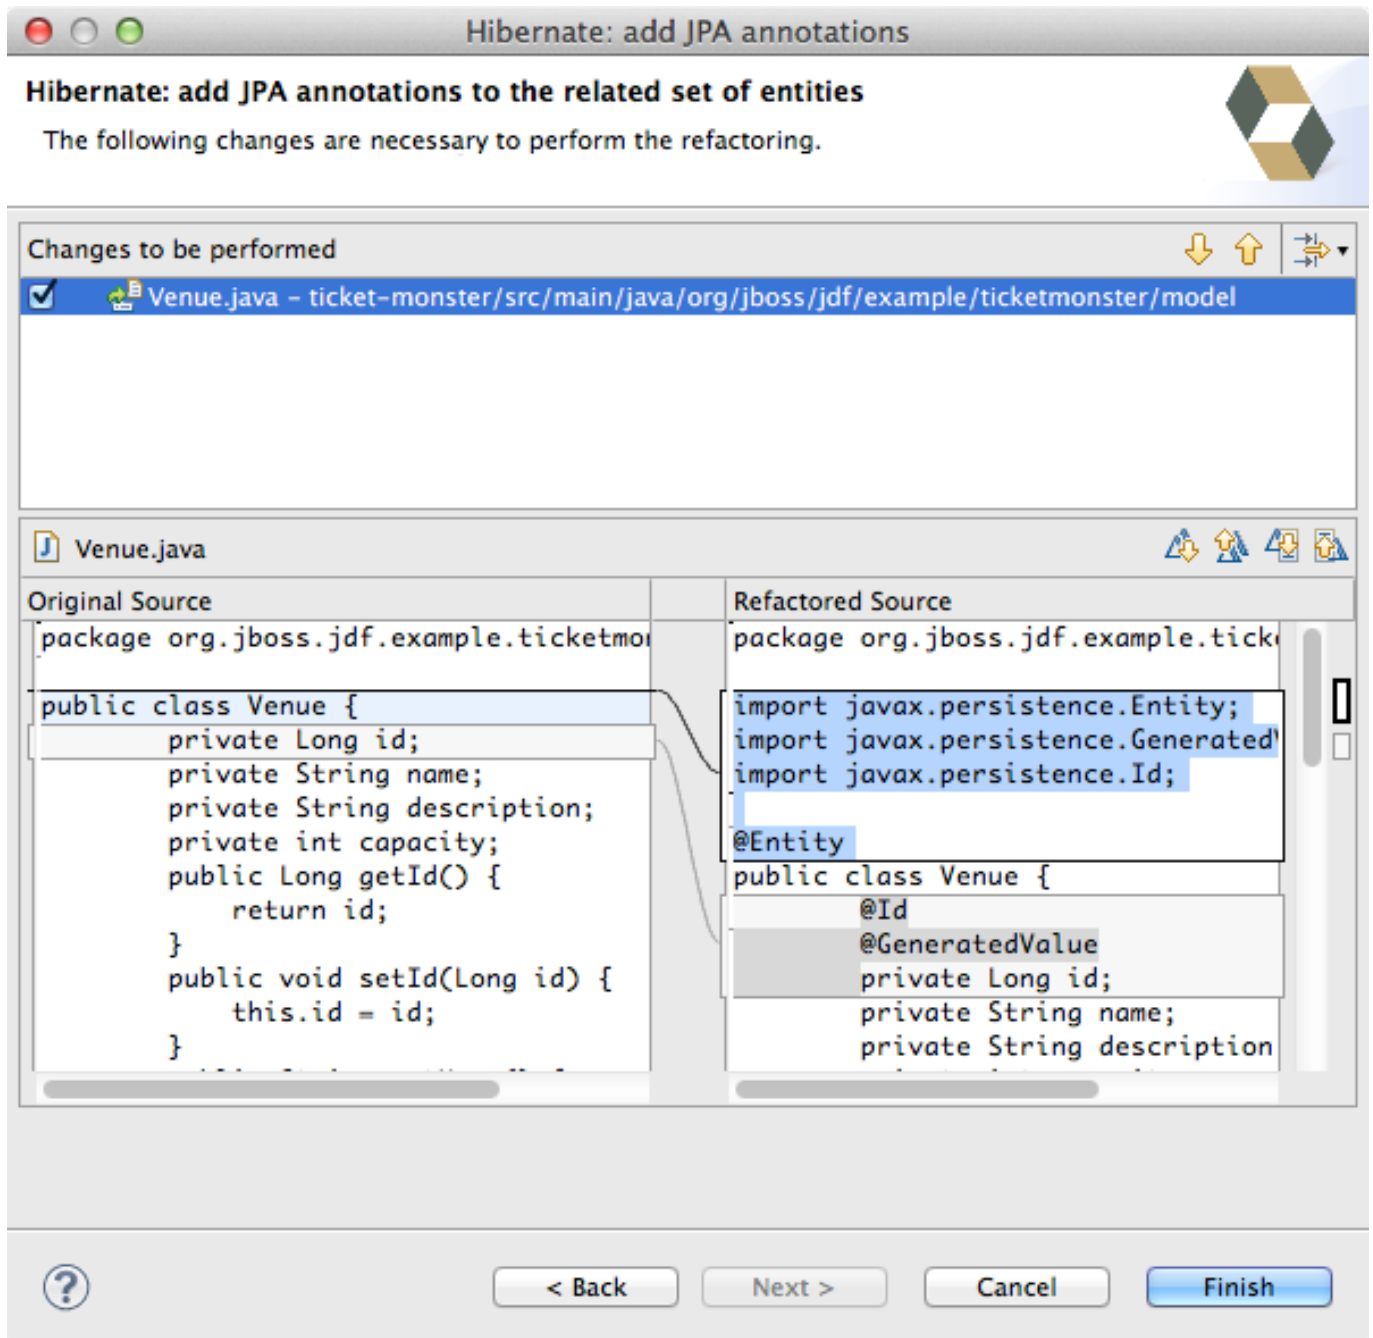 Hibernate: add JPA annotations
Hibernate: add JPA annotations to the related set of entities
The following changes are necessary to perform the refactoring.
Changes to be performed
Venue.java - ticket-monster/src/main/java/org/jboss/jdf/example/ticketmonster/model
Venue.java
Original Source
package org.jboss.jdf.example.ticketmo
public class Venue {
private Long id;
private String name;
private String description;
private int capacity;
public Long getId() {
return id;
}
public void setId(Long id) {
this.id = id;
}
Refactored Source
package org.jboss.jdf.example.tick
import javax.persistence.Entity;
import javax.persistence.Generated
import javax.persistence.Id;
@Entity
public class Venue {
@Id
@GeneratedValue
private Long id;
private String name;
private String description
?
< Back
Next >
Cancel
Finish